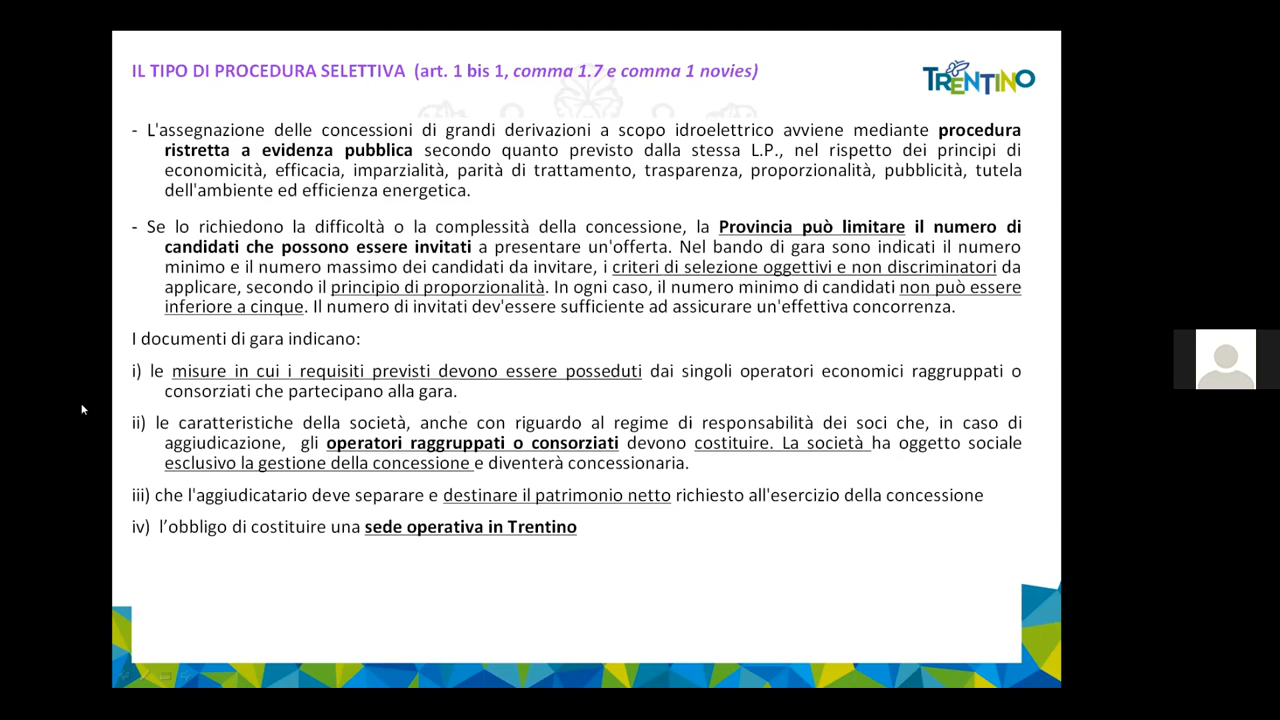 IL TIPO DI PROCEDURA SELETTIVA (art. 1 bis 1, comma 1.7 e comma 1 novies)
TRENTINO
- L'assegnazione delle concessioni di grandi derivazioni a scopo idroelettrico avviene mediante procedura
ristretta a evidenza pubblica secondo quanto previsto dalla stessa L.P., nel rispetto dei principi di
economicità, efficacia, imparzialità, parità di trattamento, trasparenza, proporzionalità, pubblicità, tutela
dell'ambiente ed efficienza energetica.
- Se lo richiedono la difficoltà o la complessità della concessione, la Provincia può limitare il numero di
candidati che possono essere invitati a presentare un'offerta. Nel bando di gara sono indicati il numero
minimo e il numero massimo dei candidati da invitare, i criteri di selezione oggettivi e non discriminatori da
applicare, secondo il principio di proporzionalità. In ogni caso, il numero minimo di candidati non può essere
inferiore a cinque. Il numero di invitati dev'essere sufficiente ad assicurare un'effettiva concorrenza.
I documenti di gara indicano:
i) le misure in cui i requisiti previsti devono essere posseduti dai singoli operatori economici raggruppati o
consorziati che partecipano alla gara.
ii) le caratteristiche della società, anche con riguardo al regime di responsabilità dei soci che, in caso di
aggiudicazione, gli operatori raggruppati o consorziati devono costituire. La società ha oggetto sociale
esclusivo la gestione della concessione e diventerà concessionaria.
iii) che l'aggiudicatario deve separare e destinare il patrimonio netto richiesto all'esercizio della concessione
iv) l’obbligo di costituire una sede operativa in Trentino